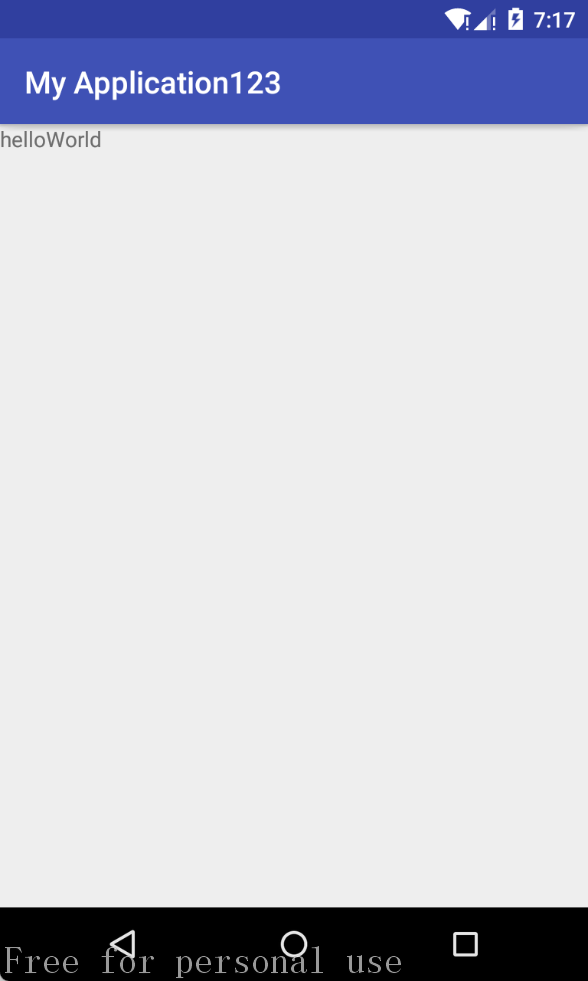 7:17
My Application123
helloWorld
Free for personal use